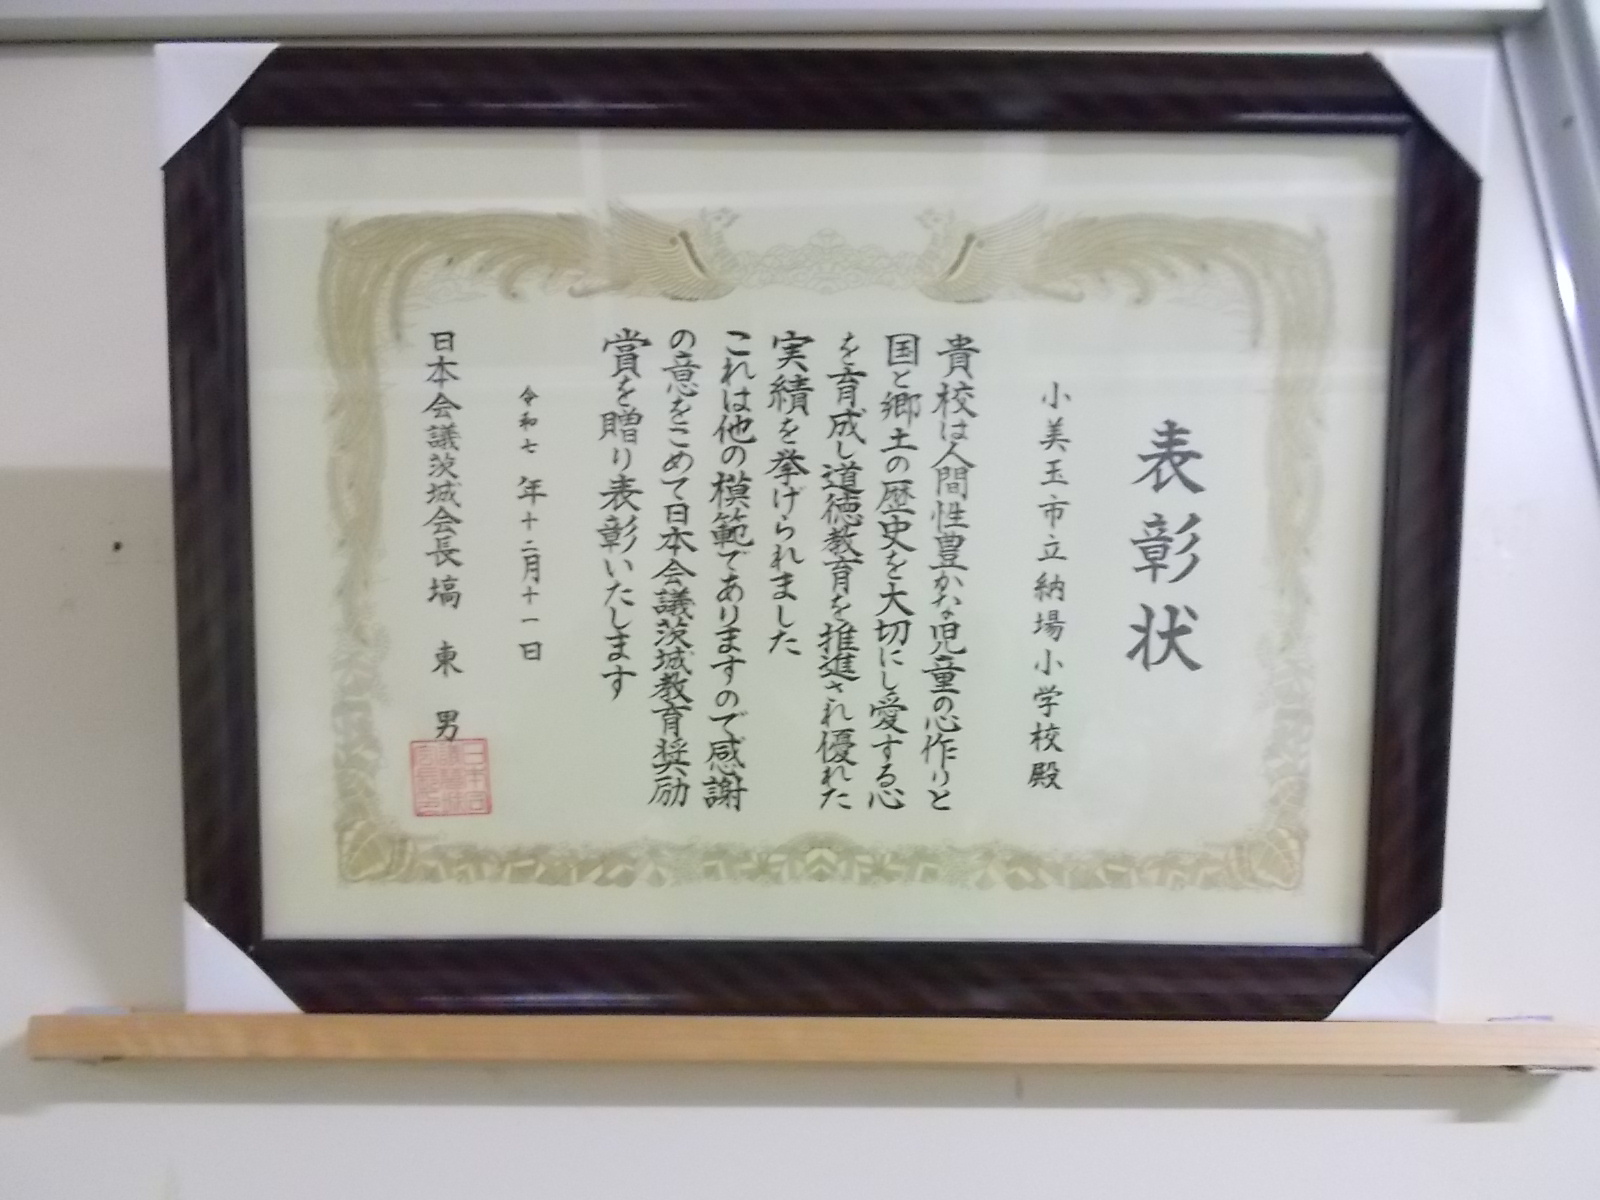 表彰状
小美玉市立納場小学校殿
貴校は人間性豊かな児童の心作りと
国と郷土の歴史を大切にし愛する心
を育成し道徳教育を推進され優れた
実績を挙げられました
これは他の模範でありますので感謝
の意をこめて日本会議茨城教育奨励
賞を贈り表彰いたします
令和七年十二月十一日
日本会議茨城会長塙東男